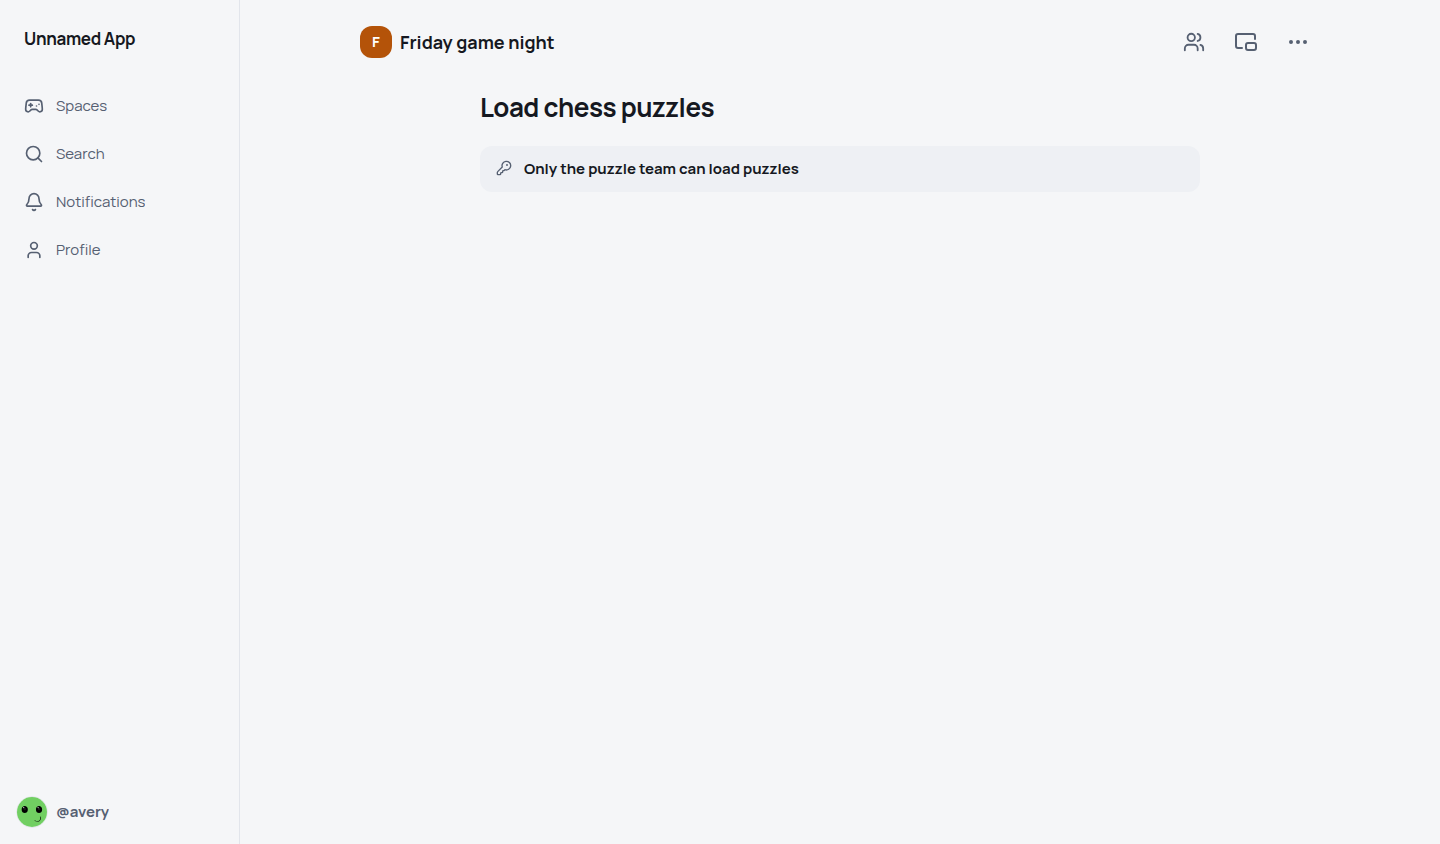 Unnamed App
Spaces
Search
Notifications
Profile
@avery
F
Friday game night
Load chess puzzles
Only the puzzle team can load puzzles